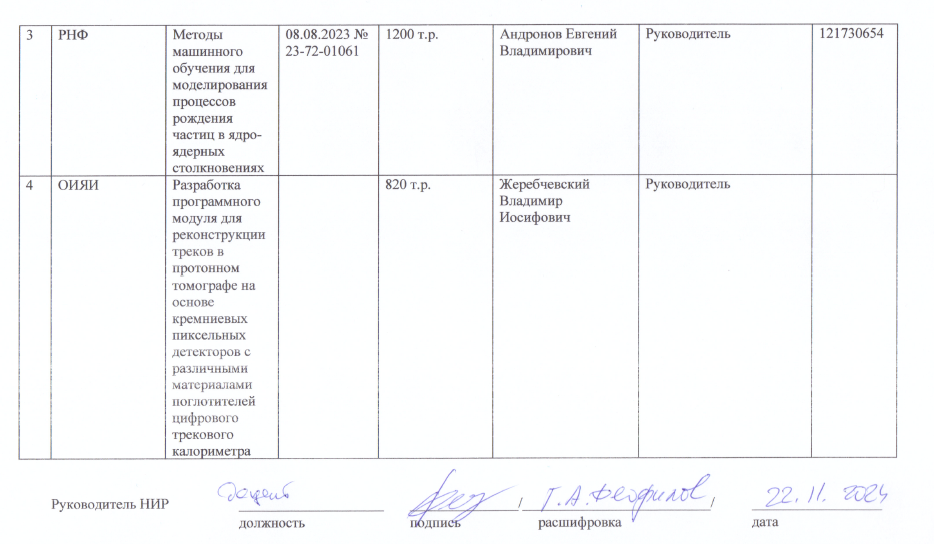 3
РНФ
Методы
машинного
обучения для
моделирования
процессов
рождения
частиц в ядро-
ядерных
столкновениях
08.08.2023 №
23-72-01061
1200 т.р.
Андронов Евгений
Владимирович
Руководитель
121730654
4
ОИЯИ
Разработка
программного
модуля для
реконструкции
треков в
протонном
томографе на
основе
кремниевых
пиксельных
детекторов с
различными
материалами
поглотителей
цифрового
трекового
калориметра
820 т.р.
Жеребчевский
Владимир
Иосифович
Руководитель
Руководитель НИР доцент / Г.А. Феофилов / 22.11.2024
должность подпись расшифровка дата